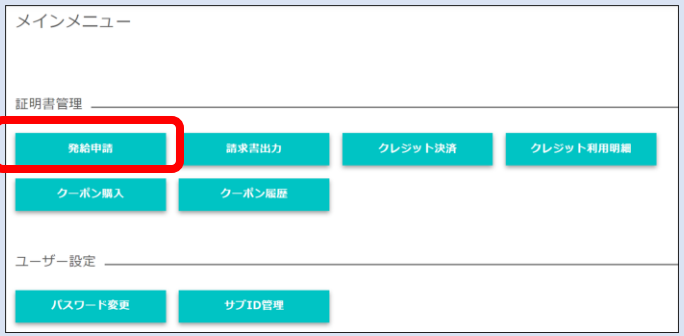 メインメニュー
証明書管理
発給申請 請求書出力 クレジット決済 クレジット利用明細
クーポン購入 クーポン履歴
ユーザー設定
パスワード変更 サブID管理